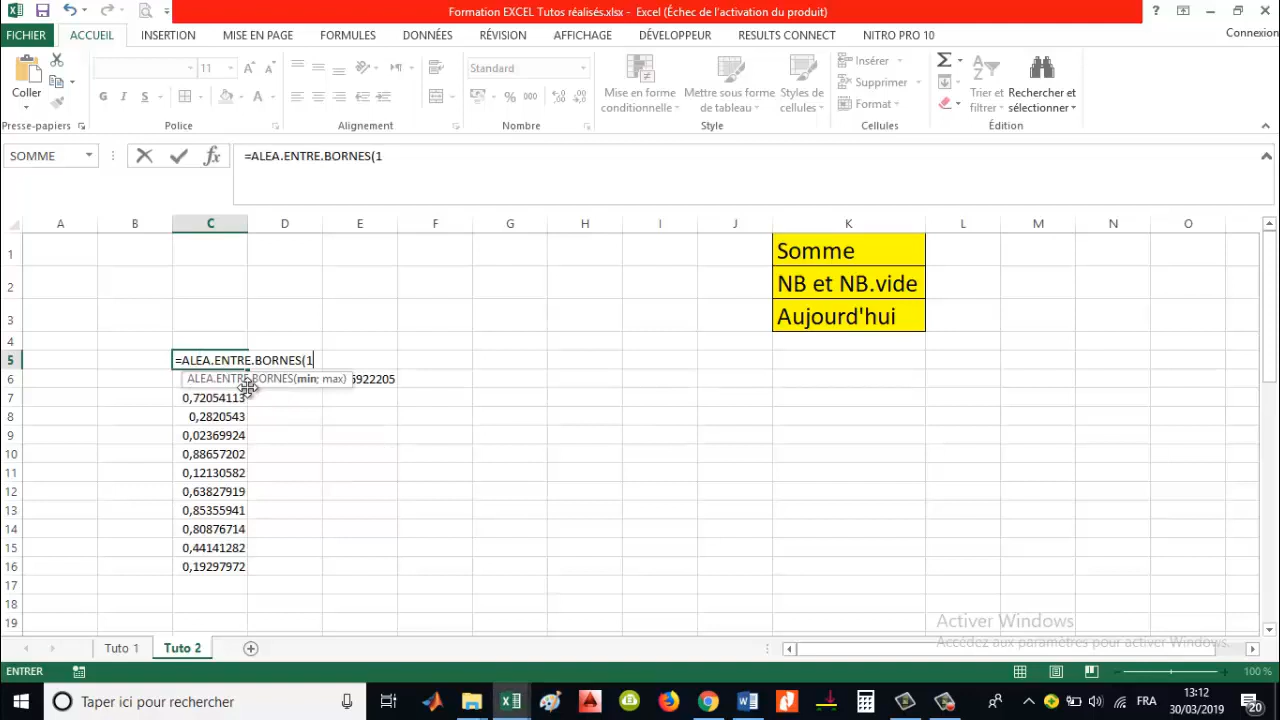 Formation EXCEL Tutos réalisés.xlsx - Excel (Échec de l'activation du produit)
FICHIER ACCUEIL INSERTION MISE EN PAGE FORMULES DONNÉES RÉVISION AFFICHAGE DÉVELOPPEUR RESULTS CONNECT NITRO PRO 10 Connexion
Coller
Presse-papiers
11
G I S
Police
Alignement
Standard
% 000
Nombre
Mise en forme conditionnelle
Mettre sous forme de tableau
Styles de cellules
Style
Insérer
Supprimer
Format
Cellules
Trier et filtrer
Rechercher et sélectionner
Édition
SOMME =ALEA.ENTRE.BORNES(1
A B C D E F G H I J K L M N O
1 Somme
2 NB et NB.vide
3 Aujourd'hui
4
5 =ALEA.ENTRE.BORNES(1
6 ALEA.ENTRE.BORNES(min; max) 5922205
7 0,72054113
8 0,2820543
9 0,02369924
10 0,88657202
11 0,12130582
12 0,63827919
13 0,85355941
14 0,80876714
15 0,44141282
16 0,19297972
17
18
19
Activer Windows
Accédez aux paramètres pour activer Windows.
Tuto 1 Tuto 2
ENTRER 100 %
Taper ici pour rechercher
FRA
13:12
30/03/2019
20